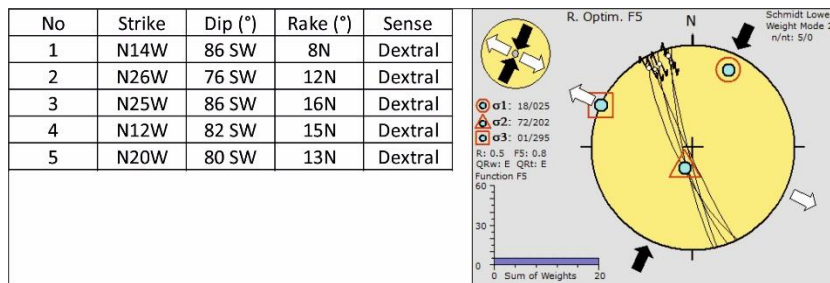 No Strike Dip (°) Rake (°) Sense
1 N14W 86 SW 8N Dextral
2 N26W 76 SW 12N Dextral
3 N25W 86 SW 16N Dextral
4 N12W 82 SW 15N Dextral
5 N20W 80 SW 13N Dextral
R. Optim. F5
N
Schmidt Lowe
Weight Mode 2
n/nt: 5/0
σ1: 18/025
σ2: 72/202
σ3: 01/295
R: 0.5 F5: 0.8
QRw: E QRt: E
Function F5
60
30
0
0 Sum of Weights 20